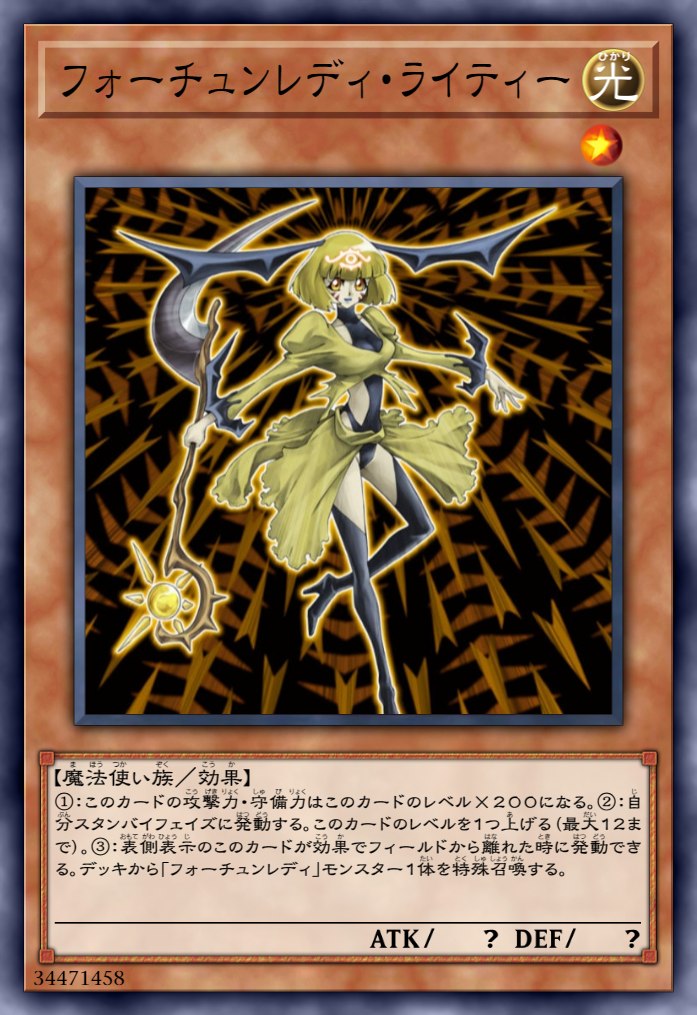 フォーチュンレディ・ライティー
光
【魔法使い族／効果】
①:このカードの攻撃力・守備力はこのカードのレベル×200になる。②:自
分スタンバイフェイズに発動する。このカードのレベルを1つ上げる(最大12ま
で)。③:表側表示のこのカードが効果でフィールドから離れた時に発動でき
る。デッキから「フォーチュンレディ」モンスター1体を特殊召喚する。
ATK/ ? DEF/ ?
34471458